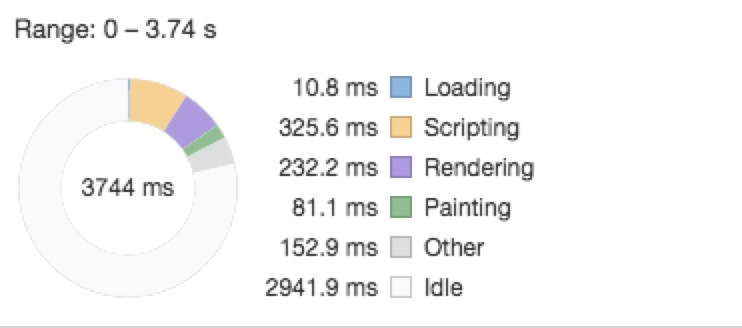 Range: 0 – 3.74 s
3744 ms
10.8 ms Loading
325.6 ms Scripting
232.2 ms Rendering
81.1 ms Painting
152.9 ms Other
2941.9 ms Idle